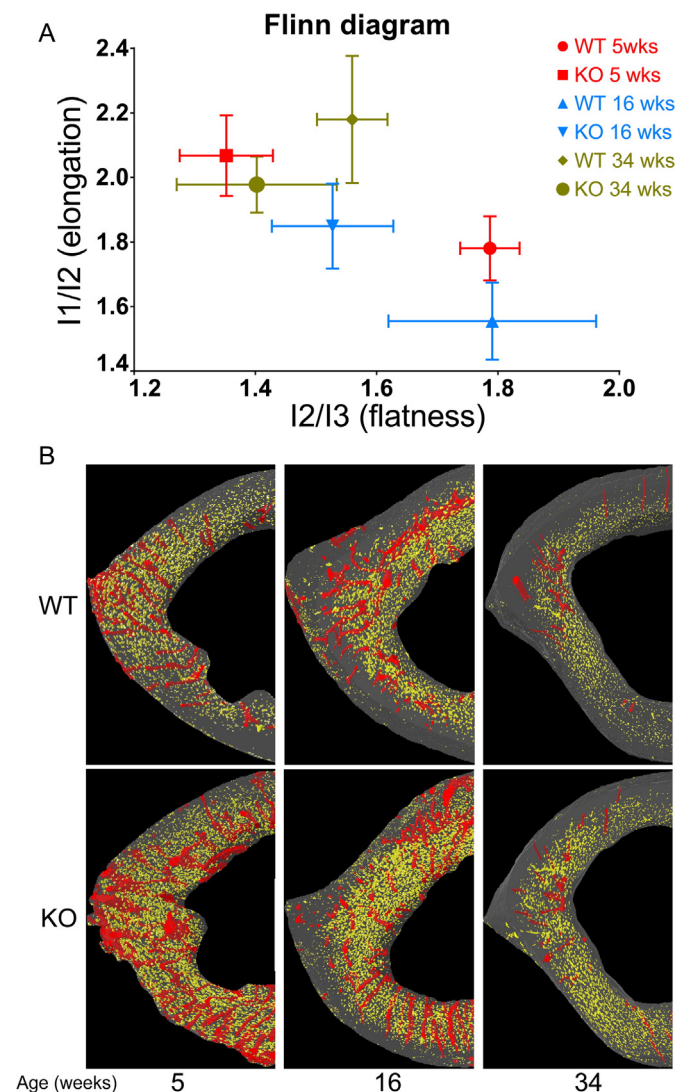 A
Flinn diagram
I1/I2 (elongation)
2.4
2.2
2.0
1.8
1.6
1.4
1.2
1.4
1.6
1.8
2.0
I2/I3 (flatness)
WT 5wks
KO 5 wks
WT 16 wks
KO 16 wks
WT 34 wks
KO 34 wks
B
WT
KO
Age (weeks) 5 16 34